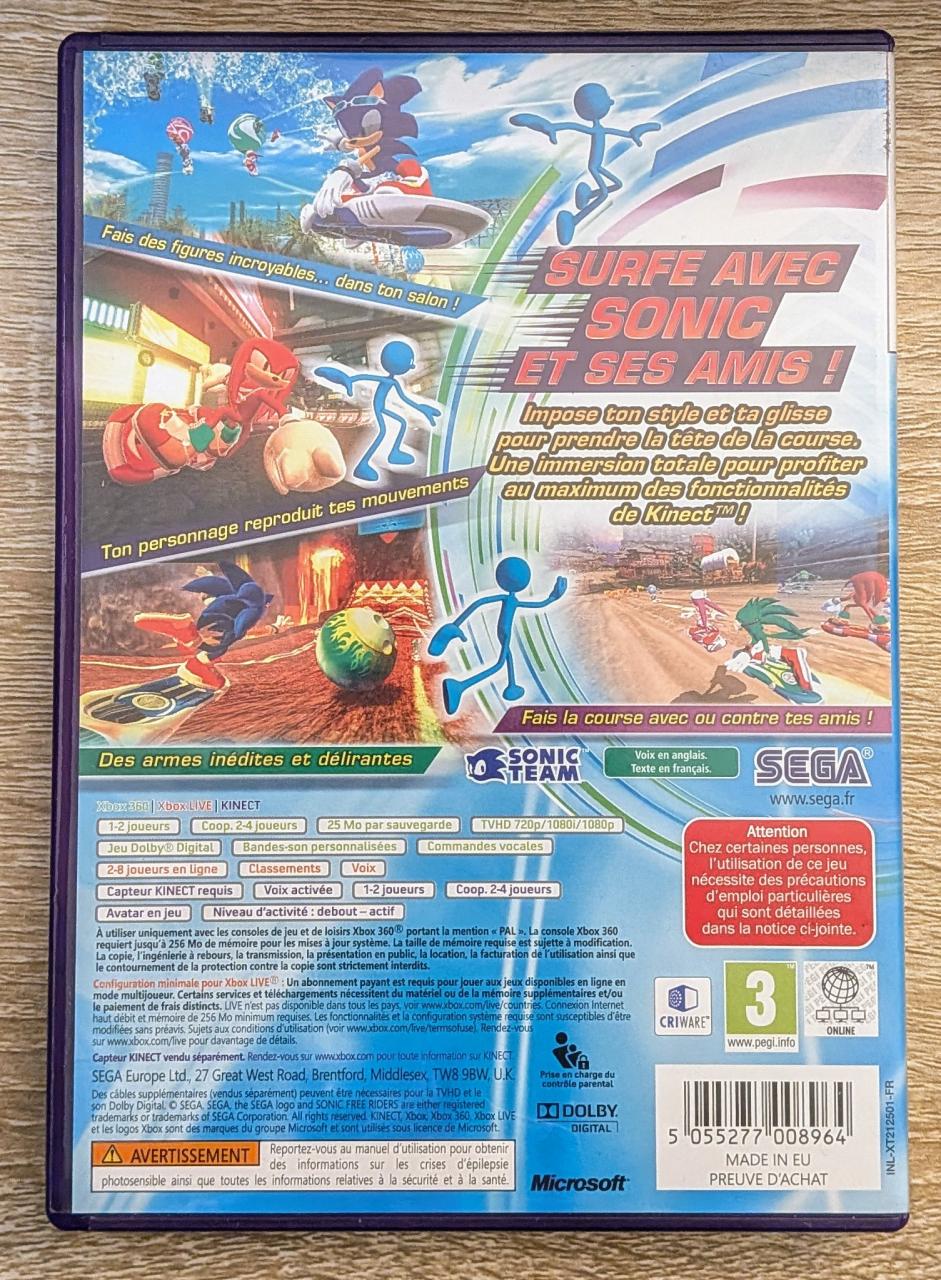 Fais des figures incroyables... dans ton salon !
SURFE AVEC
SONIC
ET SES AMIS !
Impose ton style et ta glisse
pour prendre la tête de la course.
Une immersion totale pour profiter
au maximum des fonctionnalités
de Kinect™ !
Ton personnage reproduit tes mouvements
Fais la course avec ou contre tes amis !
Des armes inédites et délirantes
SONIC
TEAM™
Voix en anglais.
Texte en français.
SEGA®
www.sega.fr
Xbox 360 | Xbox LIVE | KINECT
1-2 joueurs Coop. 2-4 joueurs 25 Mo par sauvegarde TVHD 720p/1080i/1080p
Jeu Dolby® Digital Bandes-son personnalisées Commandes vocales
2-8 joueurs en ligne Classements Voix
Capteur KINECT requis Voix activée 1-2 joueurs Coop. 2-4 joueurs
Avatar en jeu Niveau d'activité : debout – actif
Attention
Chez certaines personnes,
l'utilisation de ce jeu
nécessite des précautions
d'emploi particulières
qui sont détaillées
dans la notice ci-jointe.
À utiliser uniquement avec les consoles de jeu et de loisirs Xbox 360® portant la mention « PAL ». La console Xbox 360
requiert jusqu'à 256 Mo de mémoire pour les mises à jour système. La taille de mémoire requise est sujette à modification.
La copie, l'ingénierie à rebours, la transmission, la présentation en public, la location, la facturation de l'utilisation ainsi que
le contournement de la protection contre la copie sont strictement interdits.
Configuration minimale pour Xbox LIVE® : Un abonnement payant est requis pour jouer aux jeux disponibles en ligne en
mode multijoueur. Certains services et téléchargements nécessitent du matériel ou de la mémoire supplémentaires et/ou
le paiement de frais distincts. LIVE n'est pas disponible dans tous les pays, voir www.xbox.com/live/countries. Connexion Internet
haut débit et mémoire de 256 Mo minimum requises. Les fonctionnalités et la configuration système requise sont susceptibles d'être
modifiées sans préavis. Sujets aux conditions d'utilisation (voir www.xbox.com/live/termsofuse). Rendez-vous
sur www.xbox.com/live pour davantage de détails.
Capteur KINECT vendu séparément. Rendez-vous sur www.xbox.com pour toute information sur KINECT.
SEGA Europe Ltd., 27 Great West Road, Brentford, Middlesex, TW8 9BW, U.K.
Des câbles supplémentaires (vendus séparément) peuvent être nécessaires pour la TVHD et le
son Dolby Digital. © SEGA. SEGA, the SEGA logo and SONIC FREE RIDERS are either registered
trademarks or trademarks of SEGA Corporation. All rights reserved. KINECT, Xbox, Xbox 360, Xbox LIVE
et les logos Xbox sont des marques du groupe Microsoft et sont utilisés sous licence de Microsoft.
AVERTISSEMENT
Reportez-vous au manuel d'utilisation pour obtenir
des informations sur les crises d'épilepsie
photosensible ainsi que toutes les informations relatives à la sécurité et à la santé.
Prise en charge du
contrôle parental
DOLBY
DIGITAL
Microsoft®
CRIWARE™
3
www.pegi.info
ONLINE
5 055277 008964
MADE IN EU
PREUVE D'ACHAT
INL-XT212501-FR